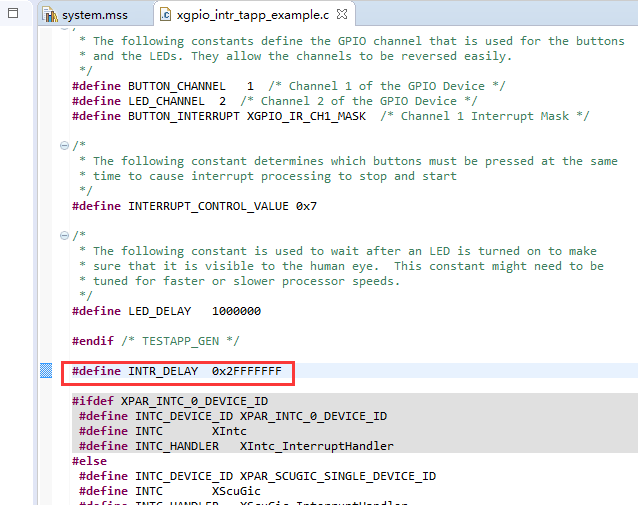 system.mss
xgpio_intr_tapp_example.c
* The following constants define the GPIO channel that is used for the buttons
* and the LEDs. They allow the channels to be reversed easily.
*/
#define BUTTON_CHANNEL 1 /* Channel 1 of the GPIO Device */
#define LED_CHANNEL 2 /* Channel 2 of the GPIO Device */
#define BUTTON_INTERRUPT XGPIO_IR_CH1_MASK /* Channel 1 Interrupt Mask */
/*
* The following constant determines which buttons must be pressed at the same
* time to cause interrupt processing to stop and start
*/
#define INTERRUPT_CONTROL_VALUE 0x7
/*
* The following constant is used to wait after an LED is turned on to make
* sure that it is visible to the human eye. This constant might need to be
* tuned for faster or slower processor speeds.
*/
#define LED_DELAY 1000000
#endif /* TESTAPP_GEN */
#define INTR_DELAY 0x2FFFFFFF
#ifdef XPAR_INTC_0_DEVICE_ID
#define INTC_DEVICE_ID XPAR_INTC_0_DEVICE_ID
#define INTC XIntc
#define INTC_HANDLER XIntc_InterruptHandler
#else
#define INTC_DEVICE_ID XPAR_SCUGIC_SINGLE_DEVICE_ID
#define INTC XScuGic
#define INTC_HANDLER XScuGic_InterruptHandler